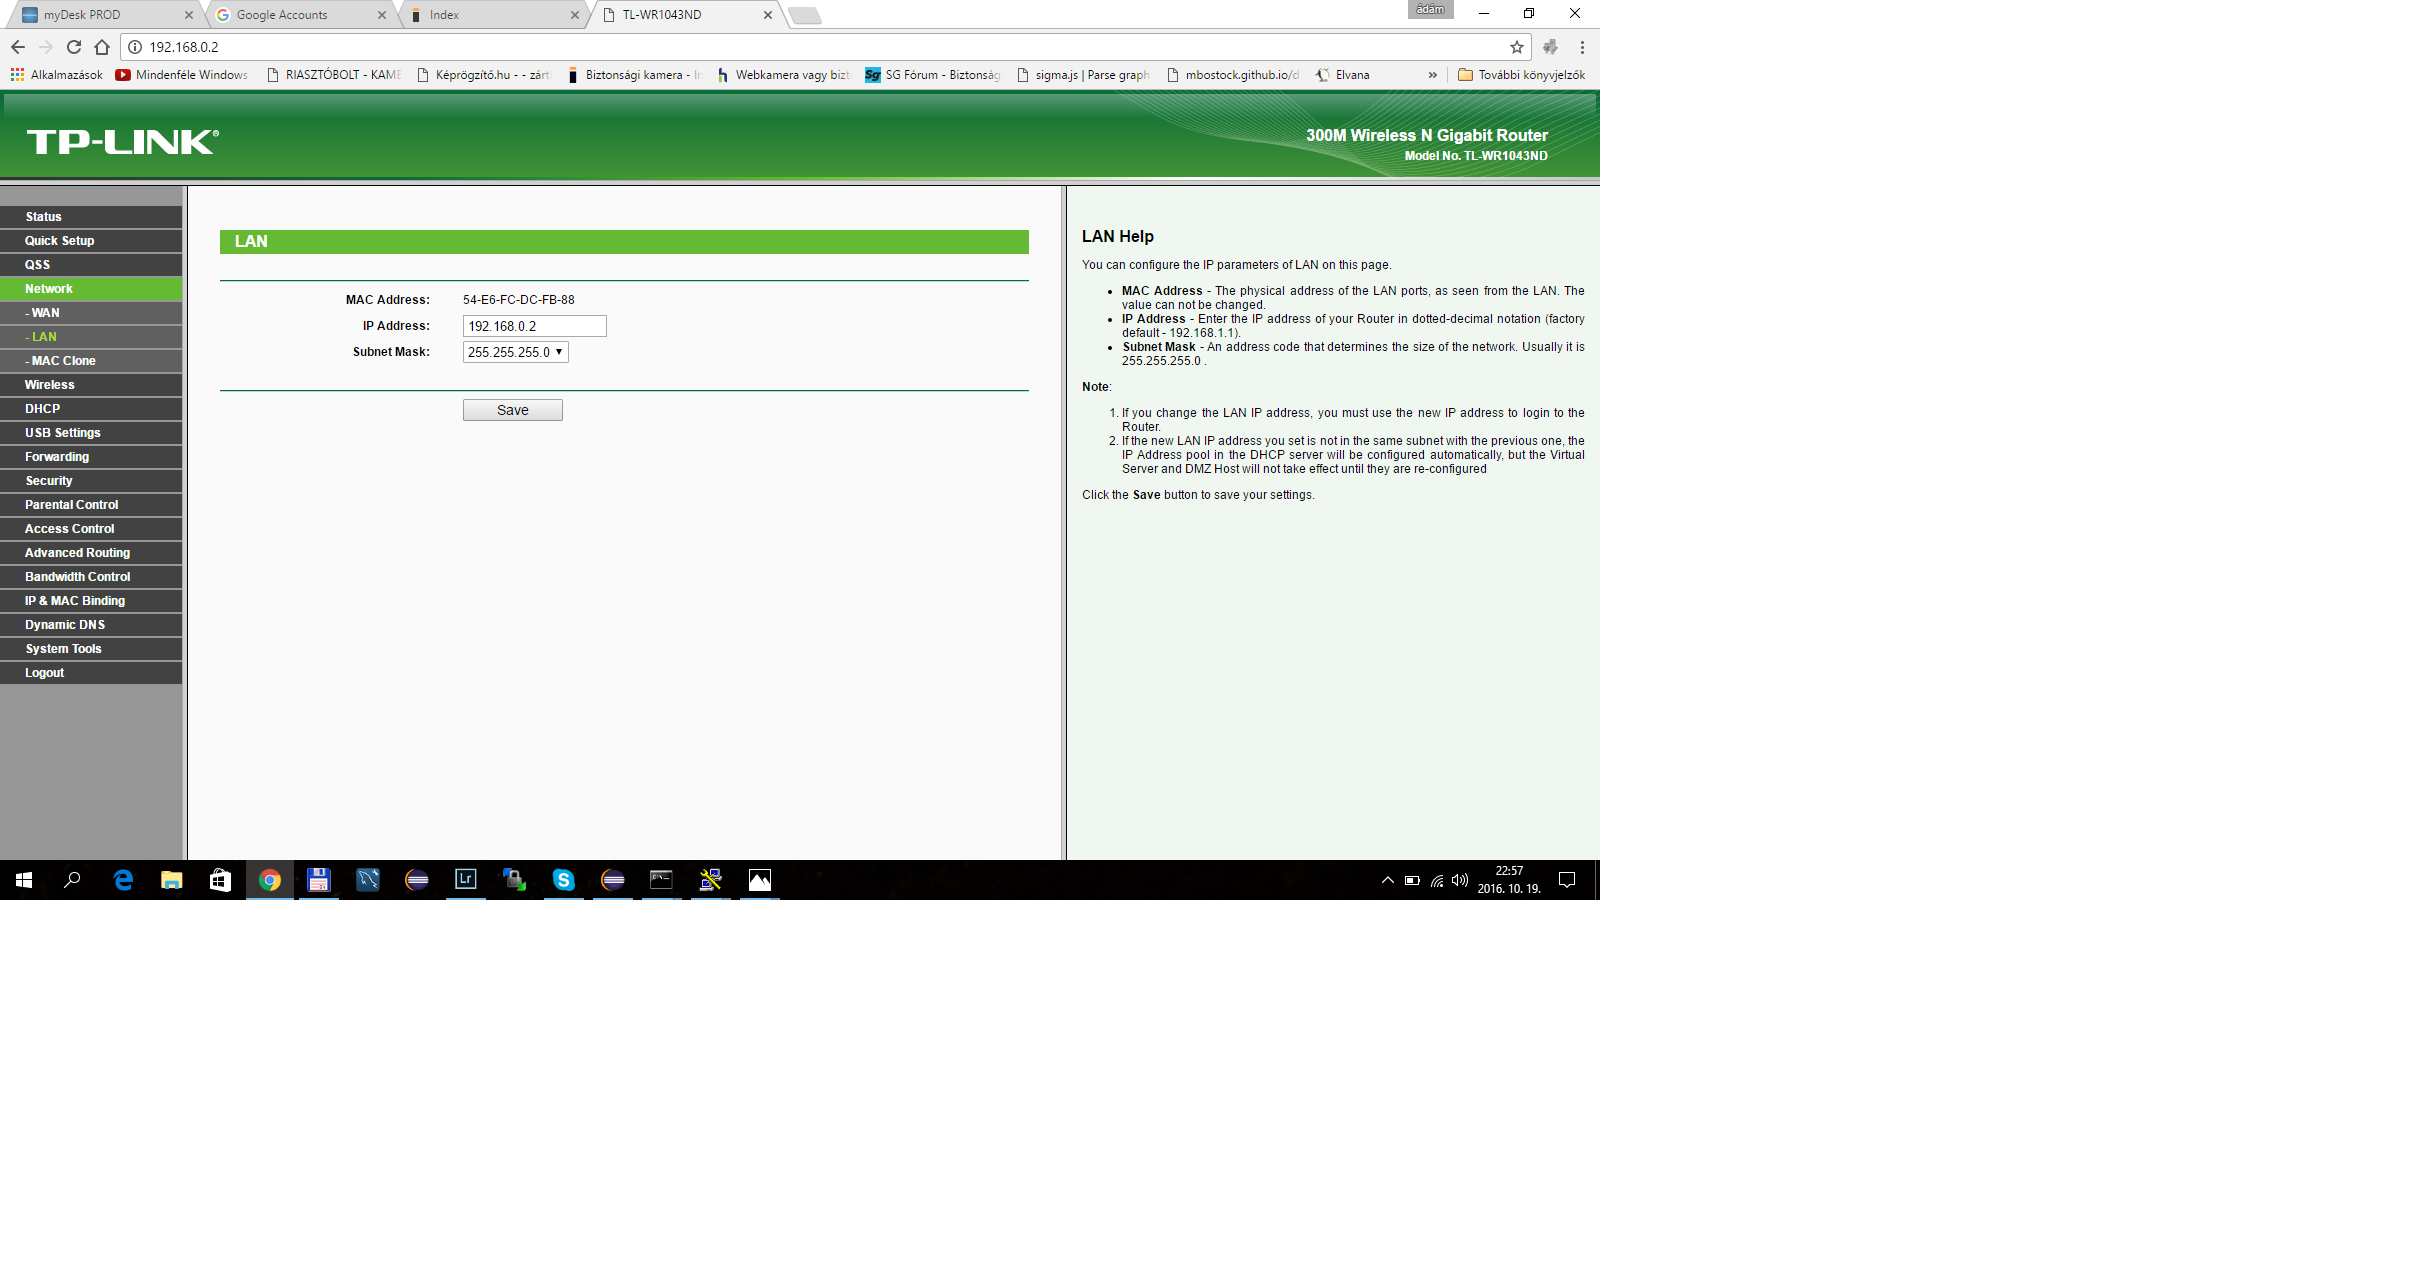 myDesk PROD
Google Accounts
Index
TL-WR1043ND
ádám
192.168.0.2
Alkalmazások
Mindenféle Windows
RIASZTÓBOLT - KAME
Képrögzítő.hu - - zárt
Biztonsági kamera - In
Webkamera vagy bizt
Sg SG Fórum - Biztonság
sigma.js | Parse graph
mbostock.github.io/d
Elvana
»
További könyvjelzők
TP-LINK®
300M Wireless N Gigabit Router
Model No. TL-WR1043ND
Status
Quick Setup
QSS
Network
- WAN
- LAN
- MAC Clone
Wireless
DHCP
USB Settings
Forwarding
Security
Parental Control
Access Control
Advanced Routing
Bandwidth Control
IP & MAC Binding
Dynamic DNS
System Tools
Logout
LAN
MAC Address: 54-E6-FC-DC-FB-88
IP Address: 192.168.0.2
Subnet Mask: 255.255.255.0
Save
LAN Help
You can configure the IP parameters of LAN on this page.
• MAC Address - The physical address of the LAN ports, as seen from the LAN. The
value can not be changed.
• IP Address - Enter the IP address of your Router in dotted-decimal notation (factory
default - 192.168.1.1).
• Subnet Mask - An address code that determines the size of the network. Usually it is
255.255.255.0 .
Note:
1. If you change the LAN IP address, you must use the new IP address to login to the
Router.
2. If the new LAN IP address you set is not in the same subnet with the previous one, the
IP Address pool in the DHCP server will be configured automatically, but the Virtual
Server and DMZ Host will not take effect until they are re-configured
Click the Save button to save your settings.
Lr
22:57
2016. 10. 19.